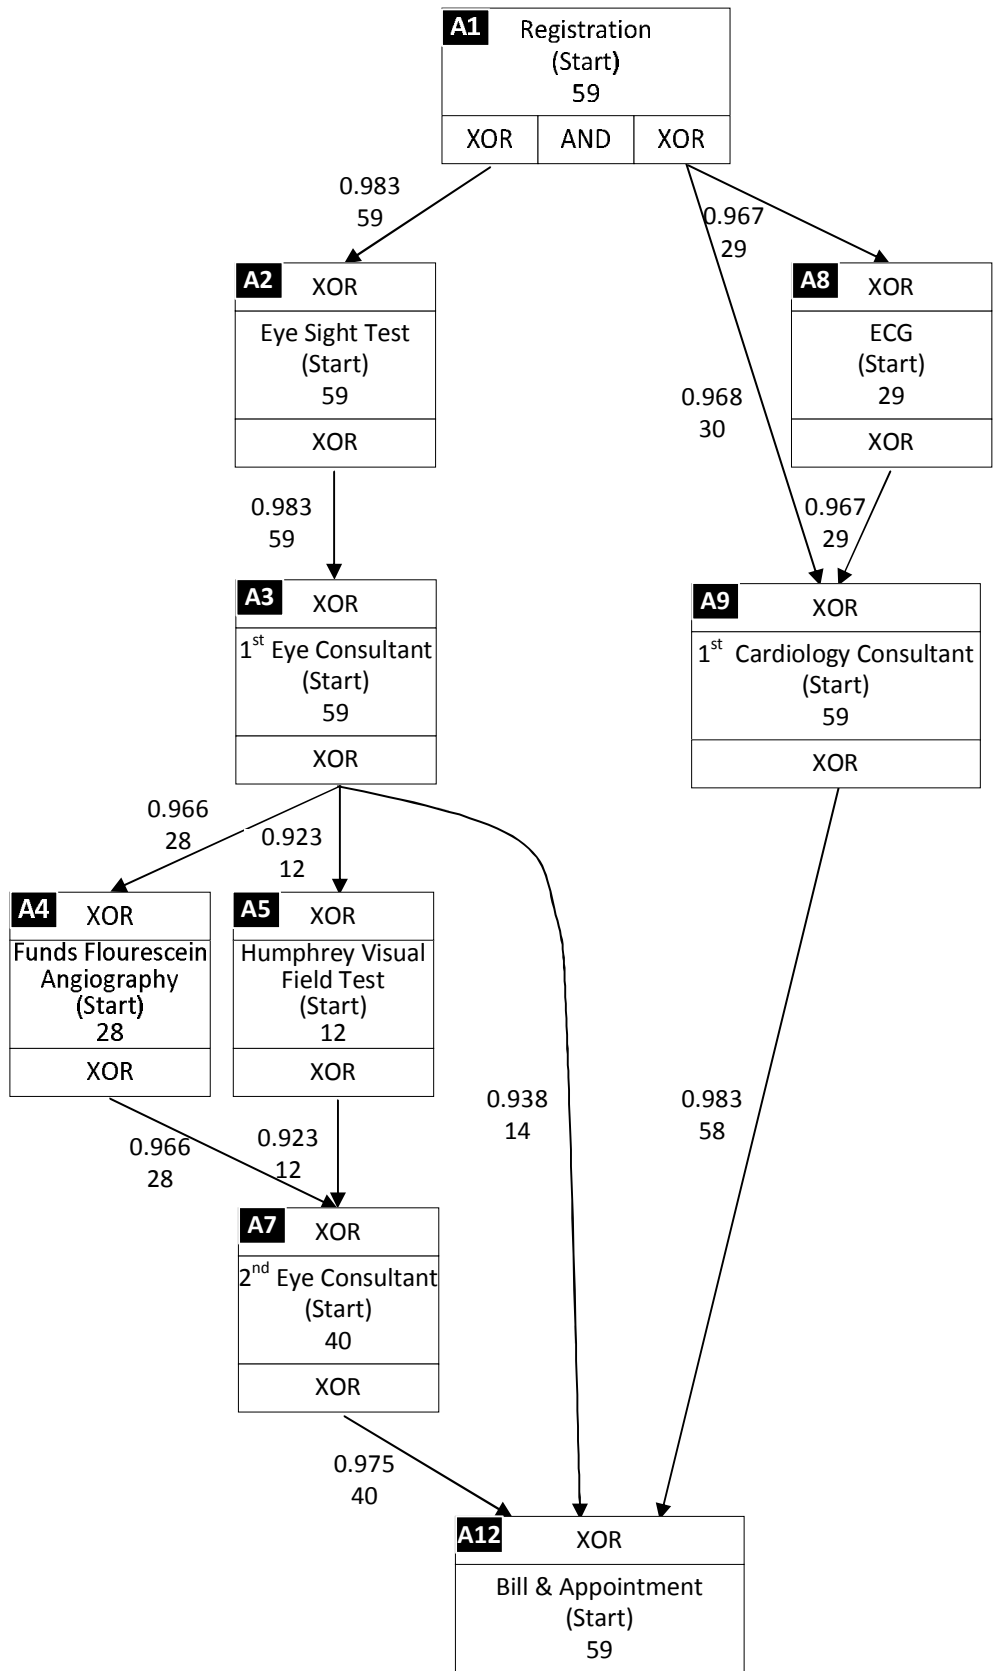 A1 Registration
(Start)
59
XOR AND XOR
0.983
59
0.967
29
A2 XOR
Eye Sight Test
(Start)
59
XOR
A8 XOR
ECG
(Start)
29
XOR
0.968
30
0.983
59
0.967
29
A3 XOR
1st Eye Consultant
(Start)
59
XOR
A9 XOR
1st Cardiology Consultant
(Start)
59
XOR
0.966
28
0.923
12
A4 XOR
Funds Flourescein
Angiography
(Start)
28
XOR
A5 XOR
Humphrey Visual
Field Test
(Start)
12
XOR
0.966
28
0.923
12
0.938
14
0.983
58
A7 XOR
2nd Eye Consultant
(Start)
40
XOR
0.975
40
A12 XOR
Bill & Appointment
(Start)
59